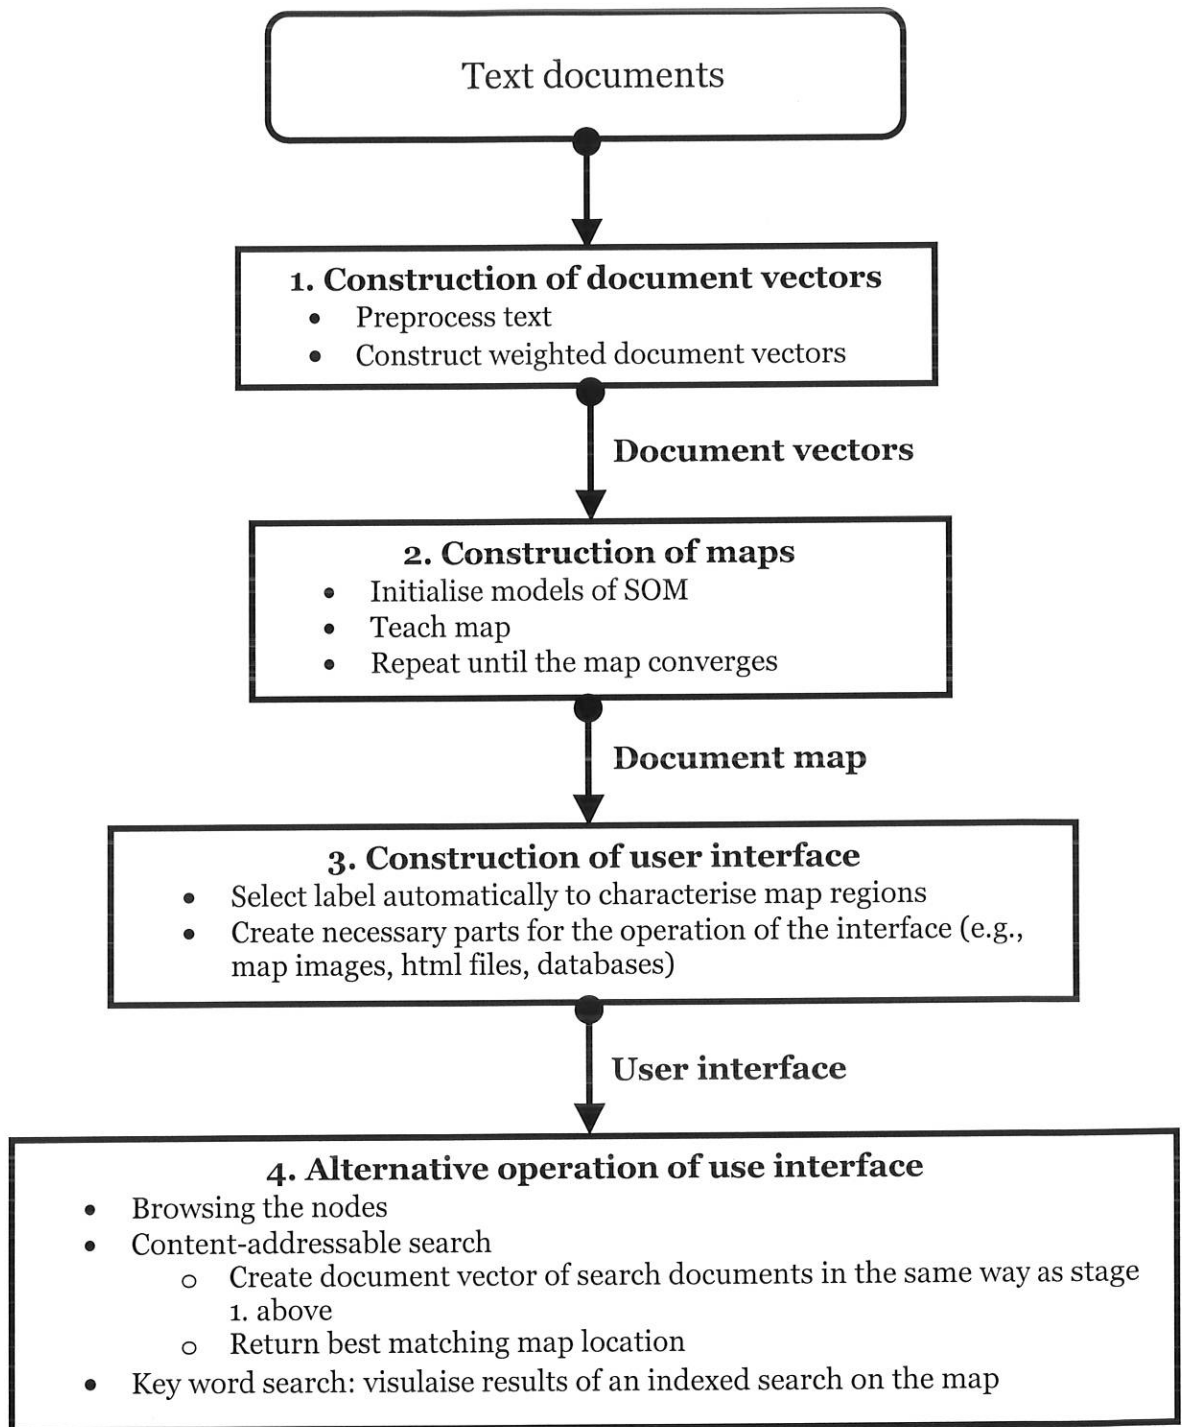 Text documents
1. Construction of document vectors
• Preprocess text
• Construct weighted document vectors
Document vectors
2. Construction of maps
• Initialise models of SOM
• Teach map
• Repeat until the map converges
Document map
3. Construction of user interface
• Select label automatically to characterise map regions
• Create necessary parts for the operation of the interface (e.g.,
map images, html files, databases)
User interface
4. Alternative operation of use interface
• Browsing the nodes
• Content-addressable search
o Create document vector of search documents in the same way as stage
1. above
o Return best matching map location
• Key word search: visulaise results of an indexed search on the map